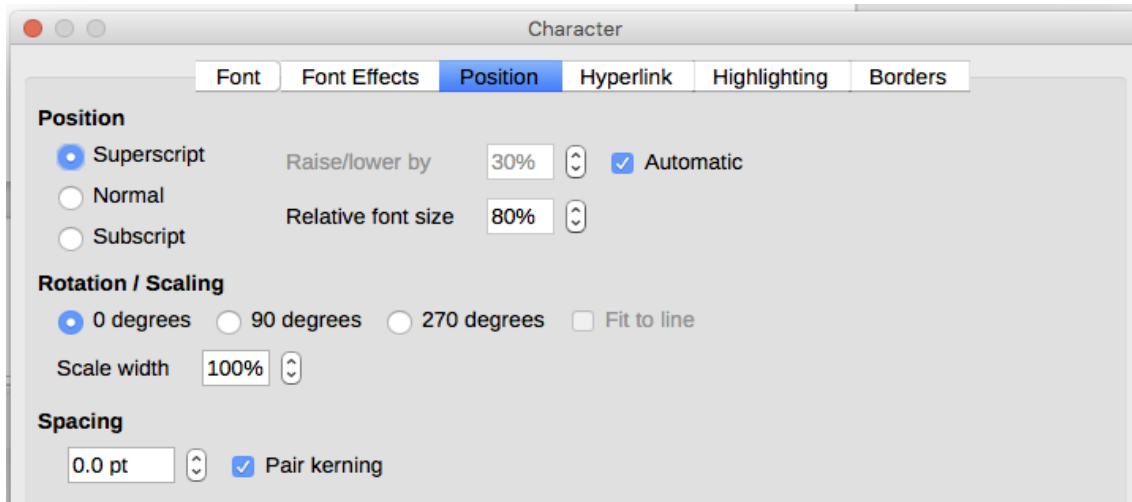 Character
Font Font Effects Position Hyperlink Highlighting Borders
Position
Superscript Raise/lower by 30% Automatic
Normal
Relative font size 80%
Subscript
Rotation / Scaling
0 degrees 90 degrees 270 degrees Fit to line
Scale width 100%
Spacing
0.0 pt Pair kerning